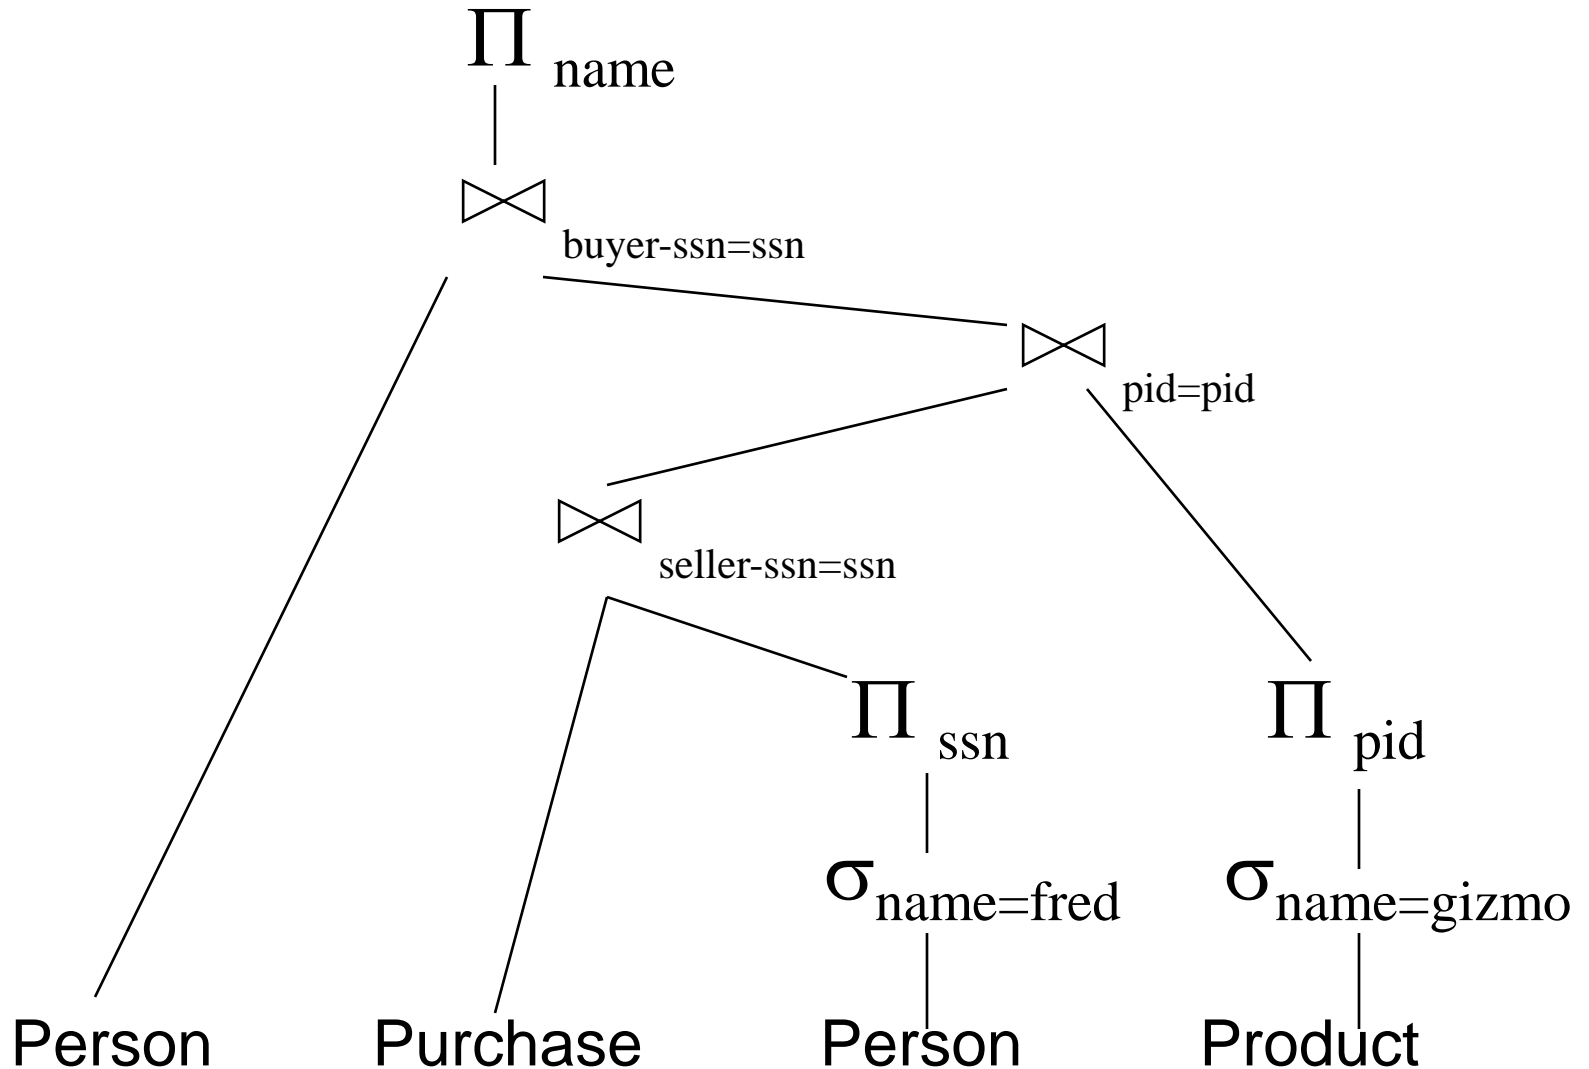 Π name
⋈ buyer-ssn=ssn
⋈ pid=pid
⋈ seller-ssn=ssn
Π ssn Π pid
σ name=fred σ name=gizmo
Person Purchase Person Product